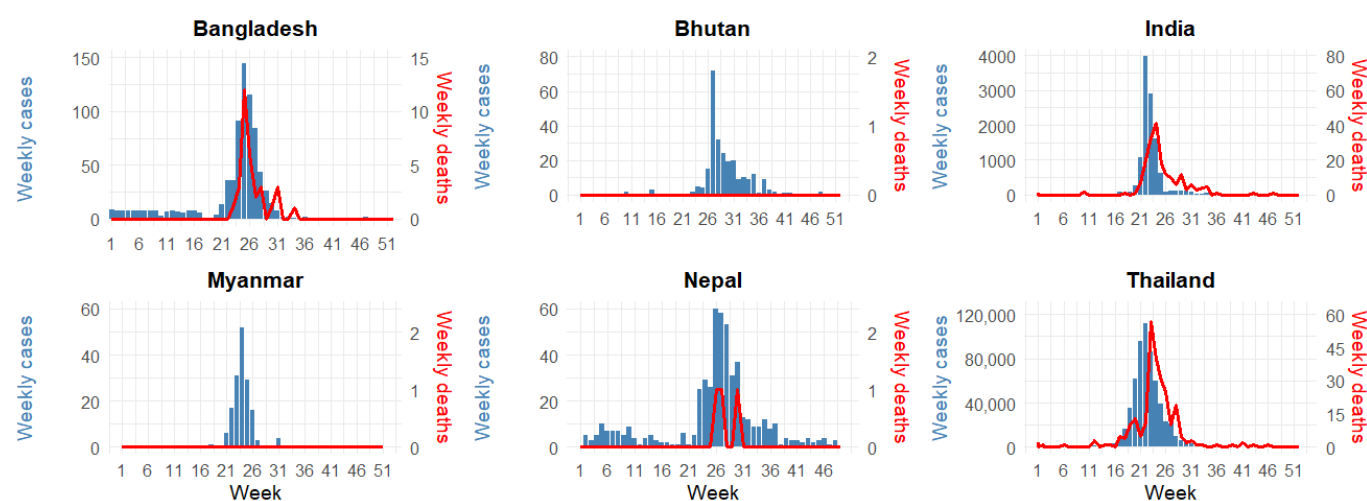 Bangladesh
Weekly cases
150
100
50
0
15
10
5
0
Weekly deaths
1 6 11 16 21 26 31 36 41 46 51
Bhutan
Weekly cases
80
60
40
20
0
2
1
0
Weekly deaths
1 6 11 16 21 26 31 36 41 46 51
India
Weekly cases
4000
3000
2000
1000
0
80
60
40
20
0
Weekly deaths
1 6 11 16 21 26 31 36 41 46 51
Myanmar
Weekly cases
60
40
20
0
2
1
0
Weekly deaths
1 6 11 16 21 26 31 36 41 46 51
Week
Nepal
Weekly cases
60
40
20
0
2
1
0
Weekly deaths
1 6 11 16 21 26 31 36 41 46
Week
Thailand
Weekly cases
120,000
80,000
40,000
0
60
45
30
15
0
Weekly deaths
1 6 11 16 21 26 31 36 41 46 51
Week